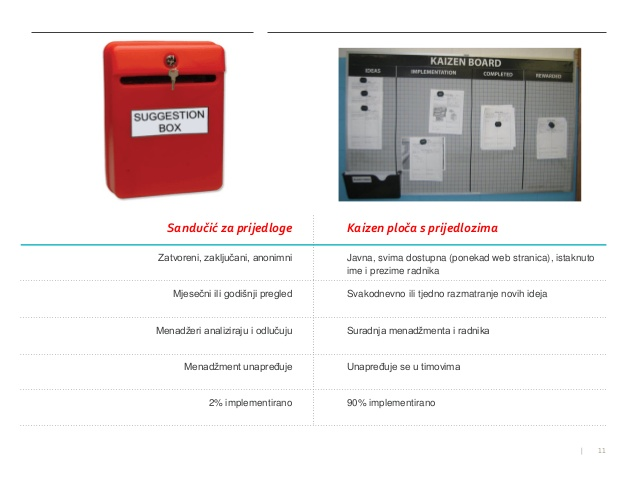 SUGGESTION
BOX
KAIZEN BOARD
IDEAS IMPLEMENTATION COMPLETED REWARDED
Sandučić za prijedloge
Kaizen ploča s prijedlozima
Zatvoreni, zaključani, anonimni
Javna, svima dostupna (ponekad web stranica), istaknuto
ime i prezime radnika
Mjesečni ili godišnji pregled
Svakodnevno ili tjedno razmatranje novih ideja
Menadžeri analiziraju i odlučuju
Suradnja menadžmenta i radnika
Menadžment unapređuje
Unapređuje se u timovima
2% implementirano
90% implementirano
| 11